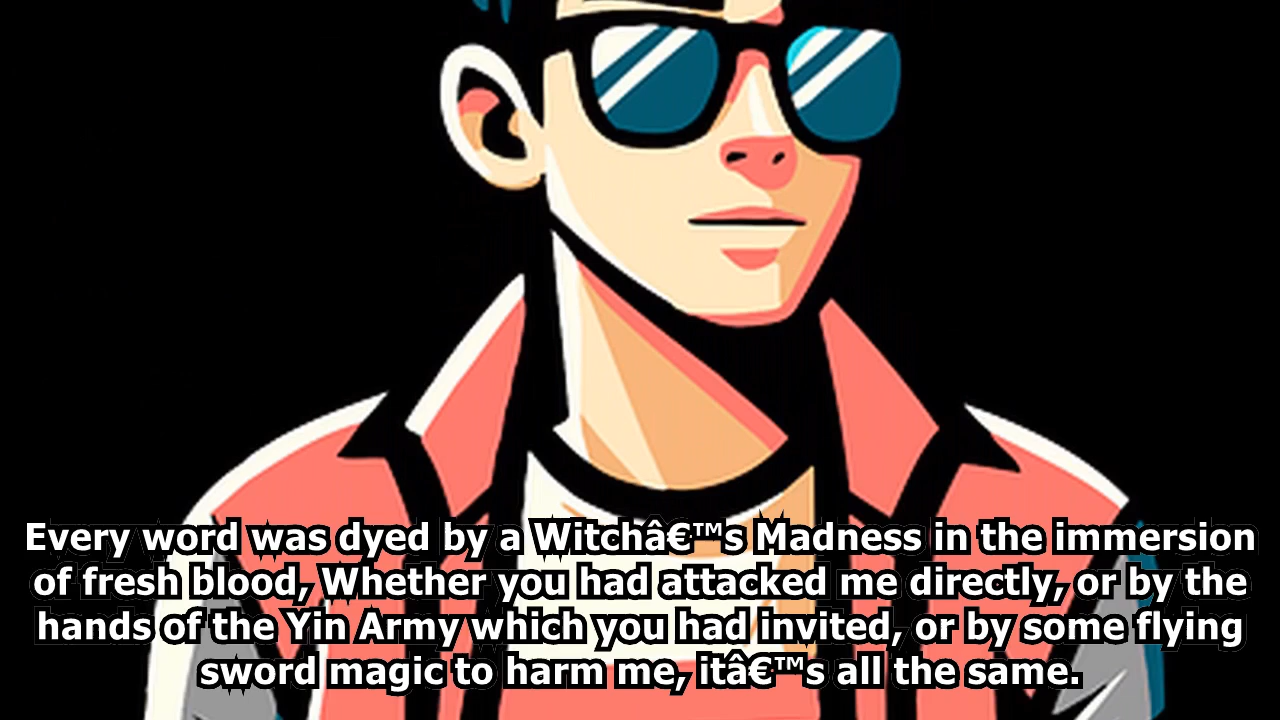 Every word was dyed by a Witchâ€™s Madness in the immersion
of fresh blood, Whether you had attacked me directly, or by the
hands of the Yin Army which you had invited, or by some flying
sword magic to harm me, itâ€™s all the same.